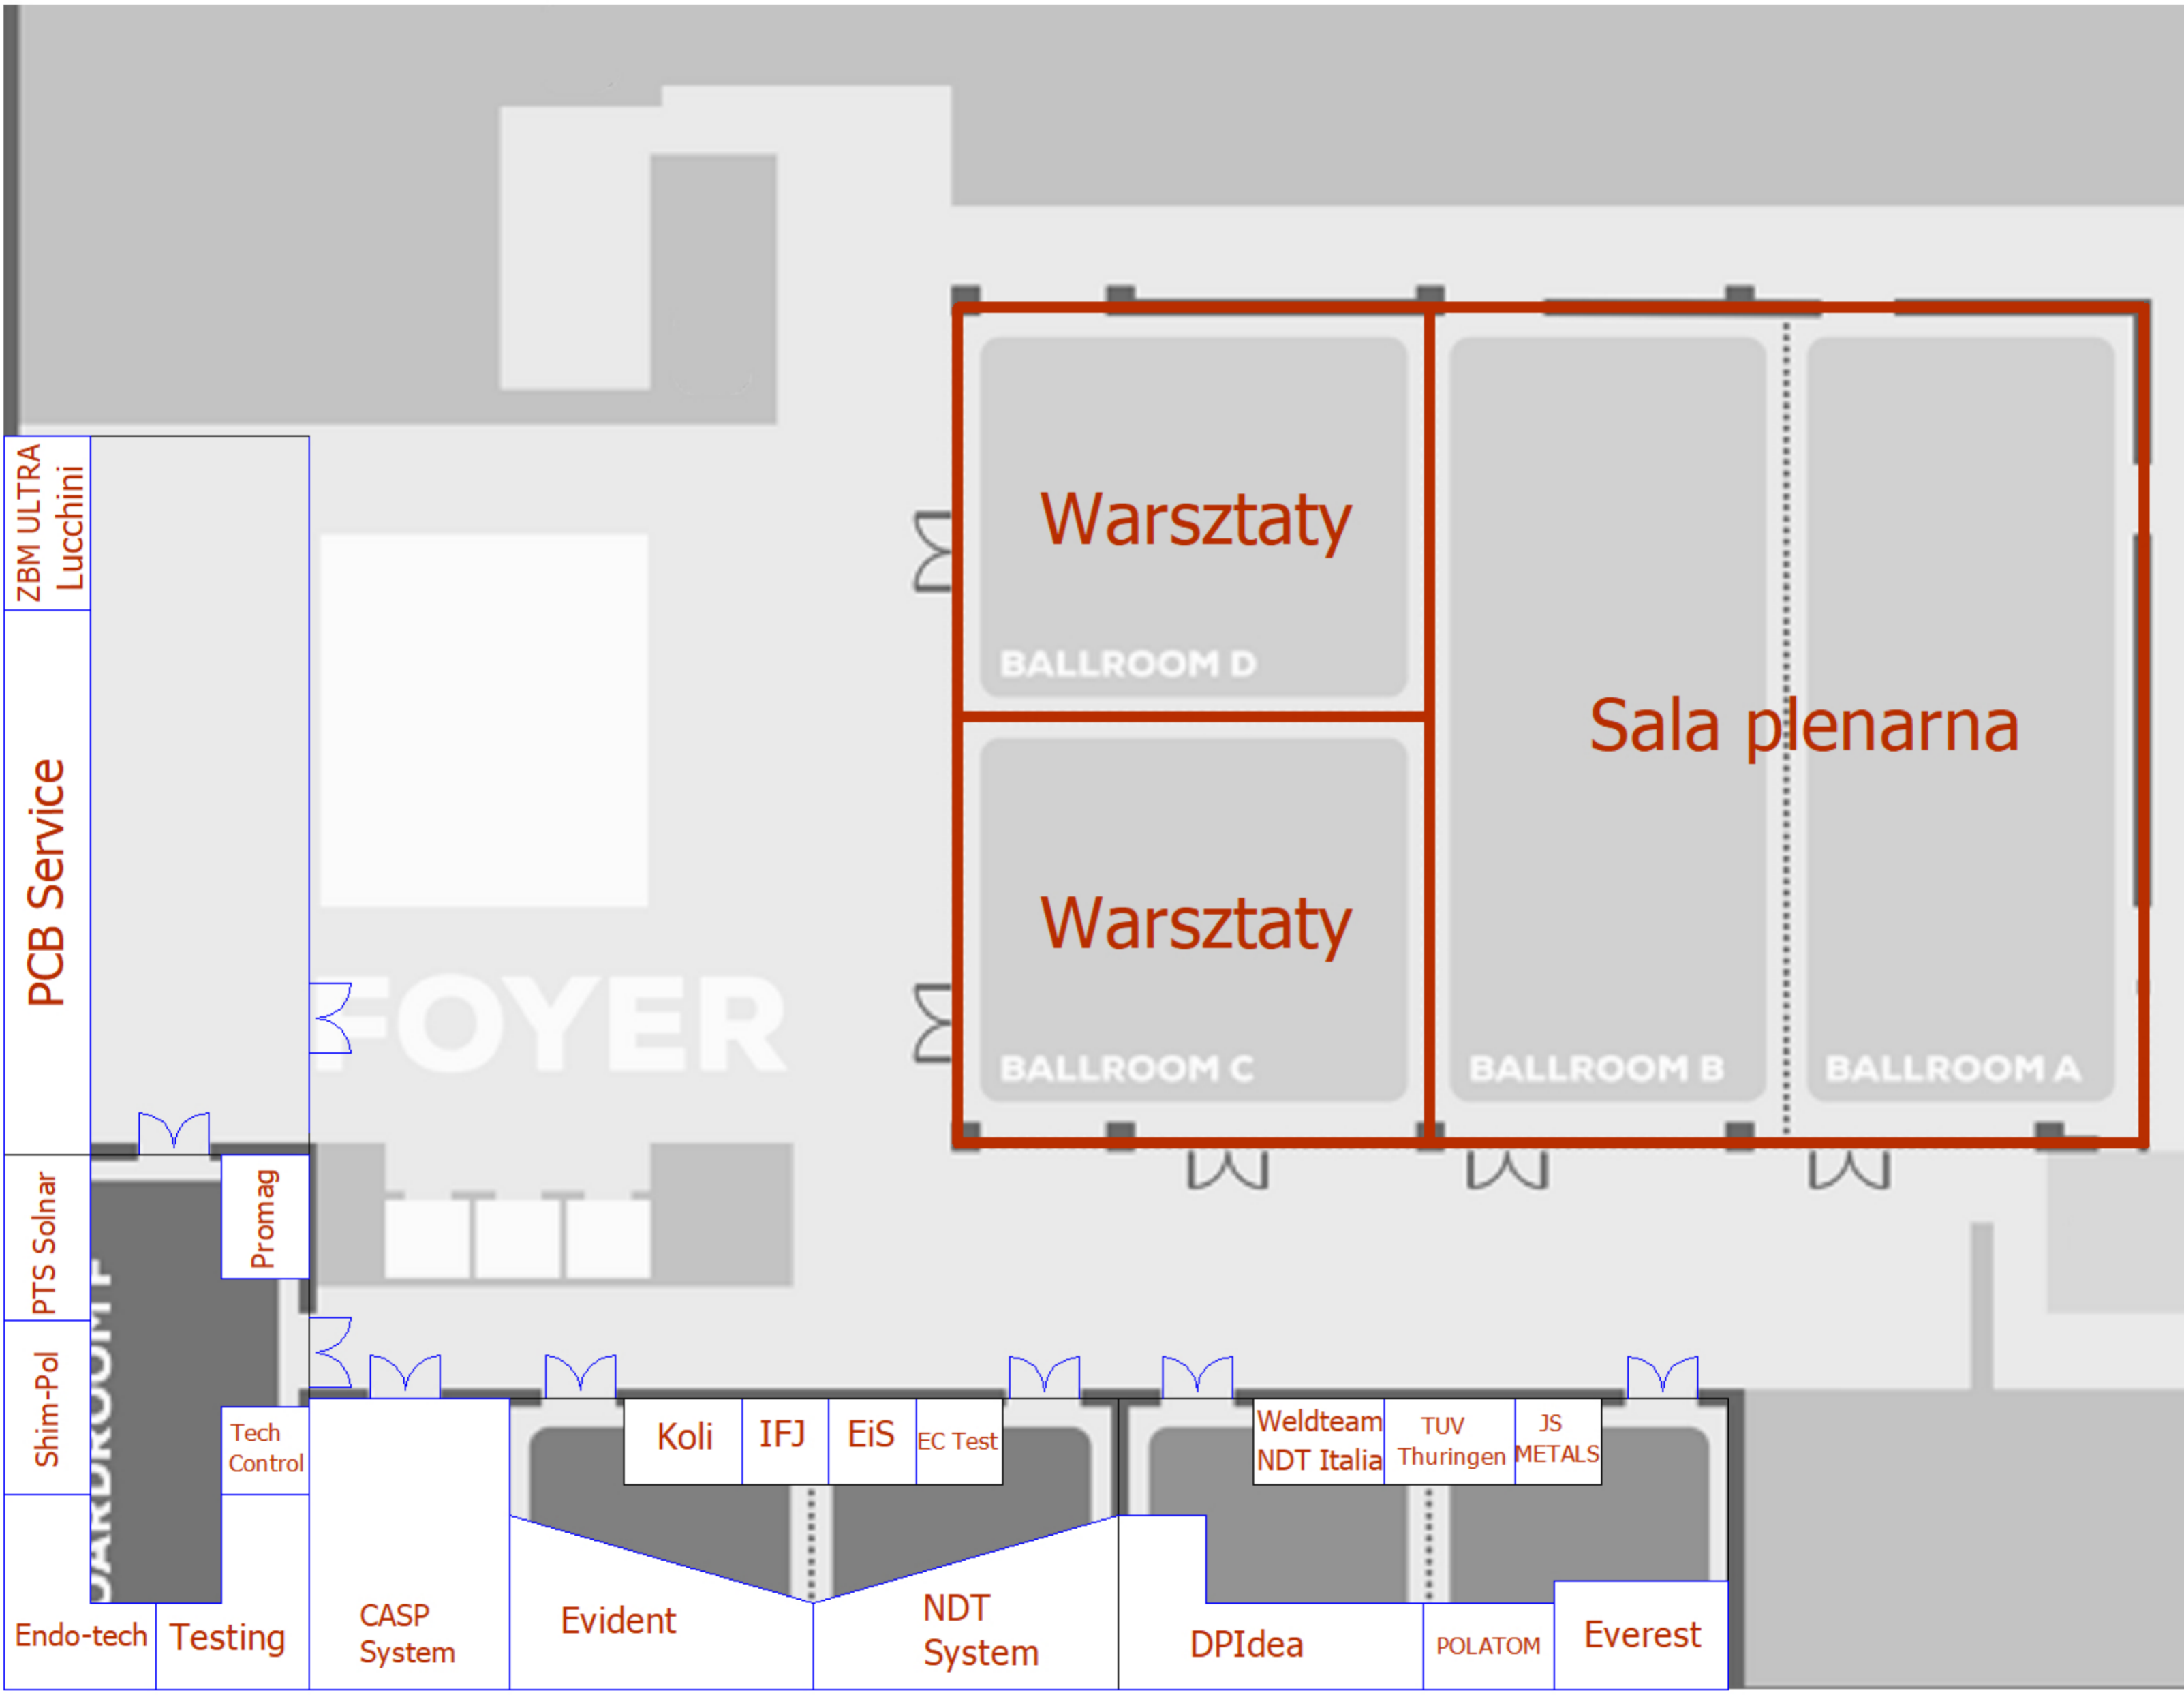 ZBM ULTRA
Lucchini
Warsztaty
BALLROOM D
Sala plenarna
PCB Service
Warsztaty
FOYER
BALLROOM C
BALLROOM B
BALLROOM A
PTS Solnar
Promag
Shim-Pol
Tech
Control
Koli
IFJ
EiS
EC Test
Weldteam
NDT Italia
TUV
Thuringen
JS
METALS
Endo-tech
Testing
CASP
System
Evident
NDT
System
DPIdea
POLATOM
Everest